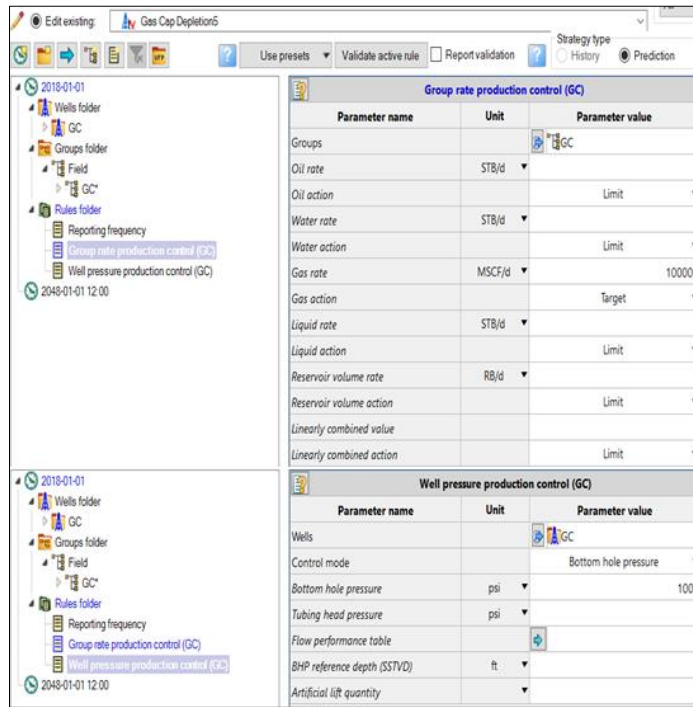 Edit existing: Gas Cap Depletion5
Use presets Validate active rule Report validation Strategy type History Prediction
2018-01-01
Wells folder
GC
Groups folder
Field
GC*
Rules folder
Reporting frequency
Group rate production control (GC)
Well pressure production control (GC)
2048-01-01 12:00
Group rate production control (GC)
Parameter name Unit Parameter value
Groups GC
Oil rate STB/d
Oil action Limit
Water rate STB/d
Water action Limit
Gas rate MSCF/d 10000
Gas action Target
Liquid rate STB/d
Liquid action Limit
Reservoir volume rate RB/d
Reservoir volume action Limit
Linearly combined value
Linearly combined action Limit
2018-01-01
Wells folder
GC
Groups folder
Field
GC*
Rules folder
Reporting frequency
Group rate production control (GC)
Well pressure production control (GC)
2048-01-01 12:00
Well pressure production control (GC)
Parameter name Unit Parameter value
Wells GC
Control mode Bottom hole pressure
Bottom hole pressure psi 100
Tubing head pressure psi
Flow performance table
BHP reference depth (SSTVD) ft
Artificial lift quantity